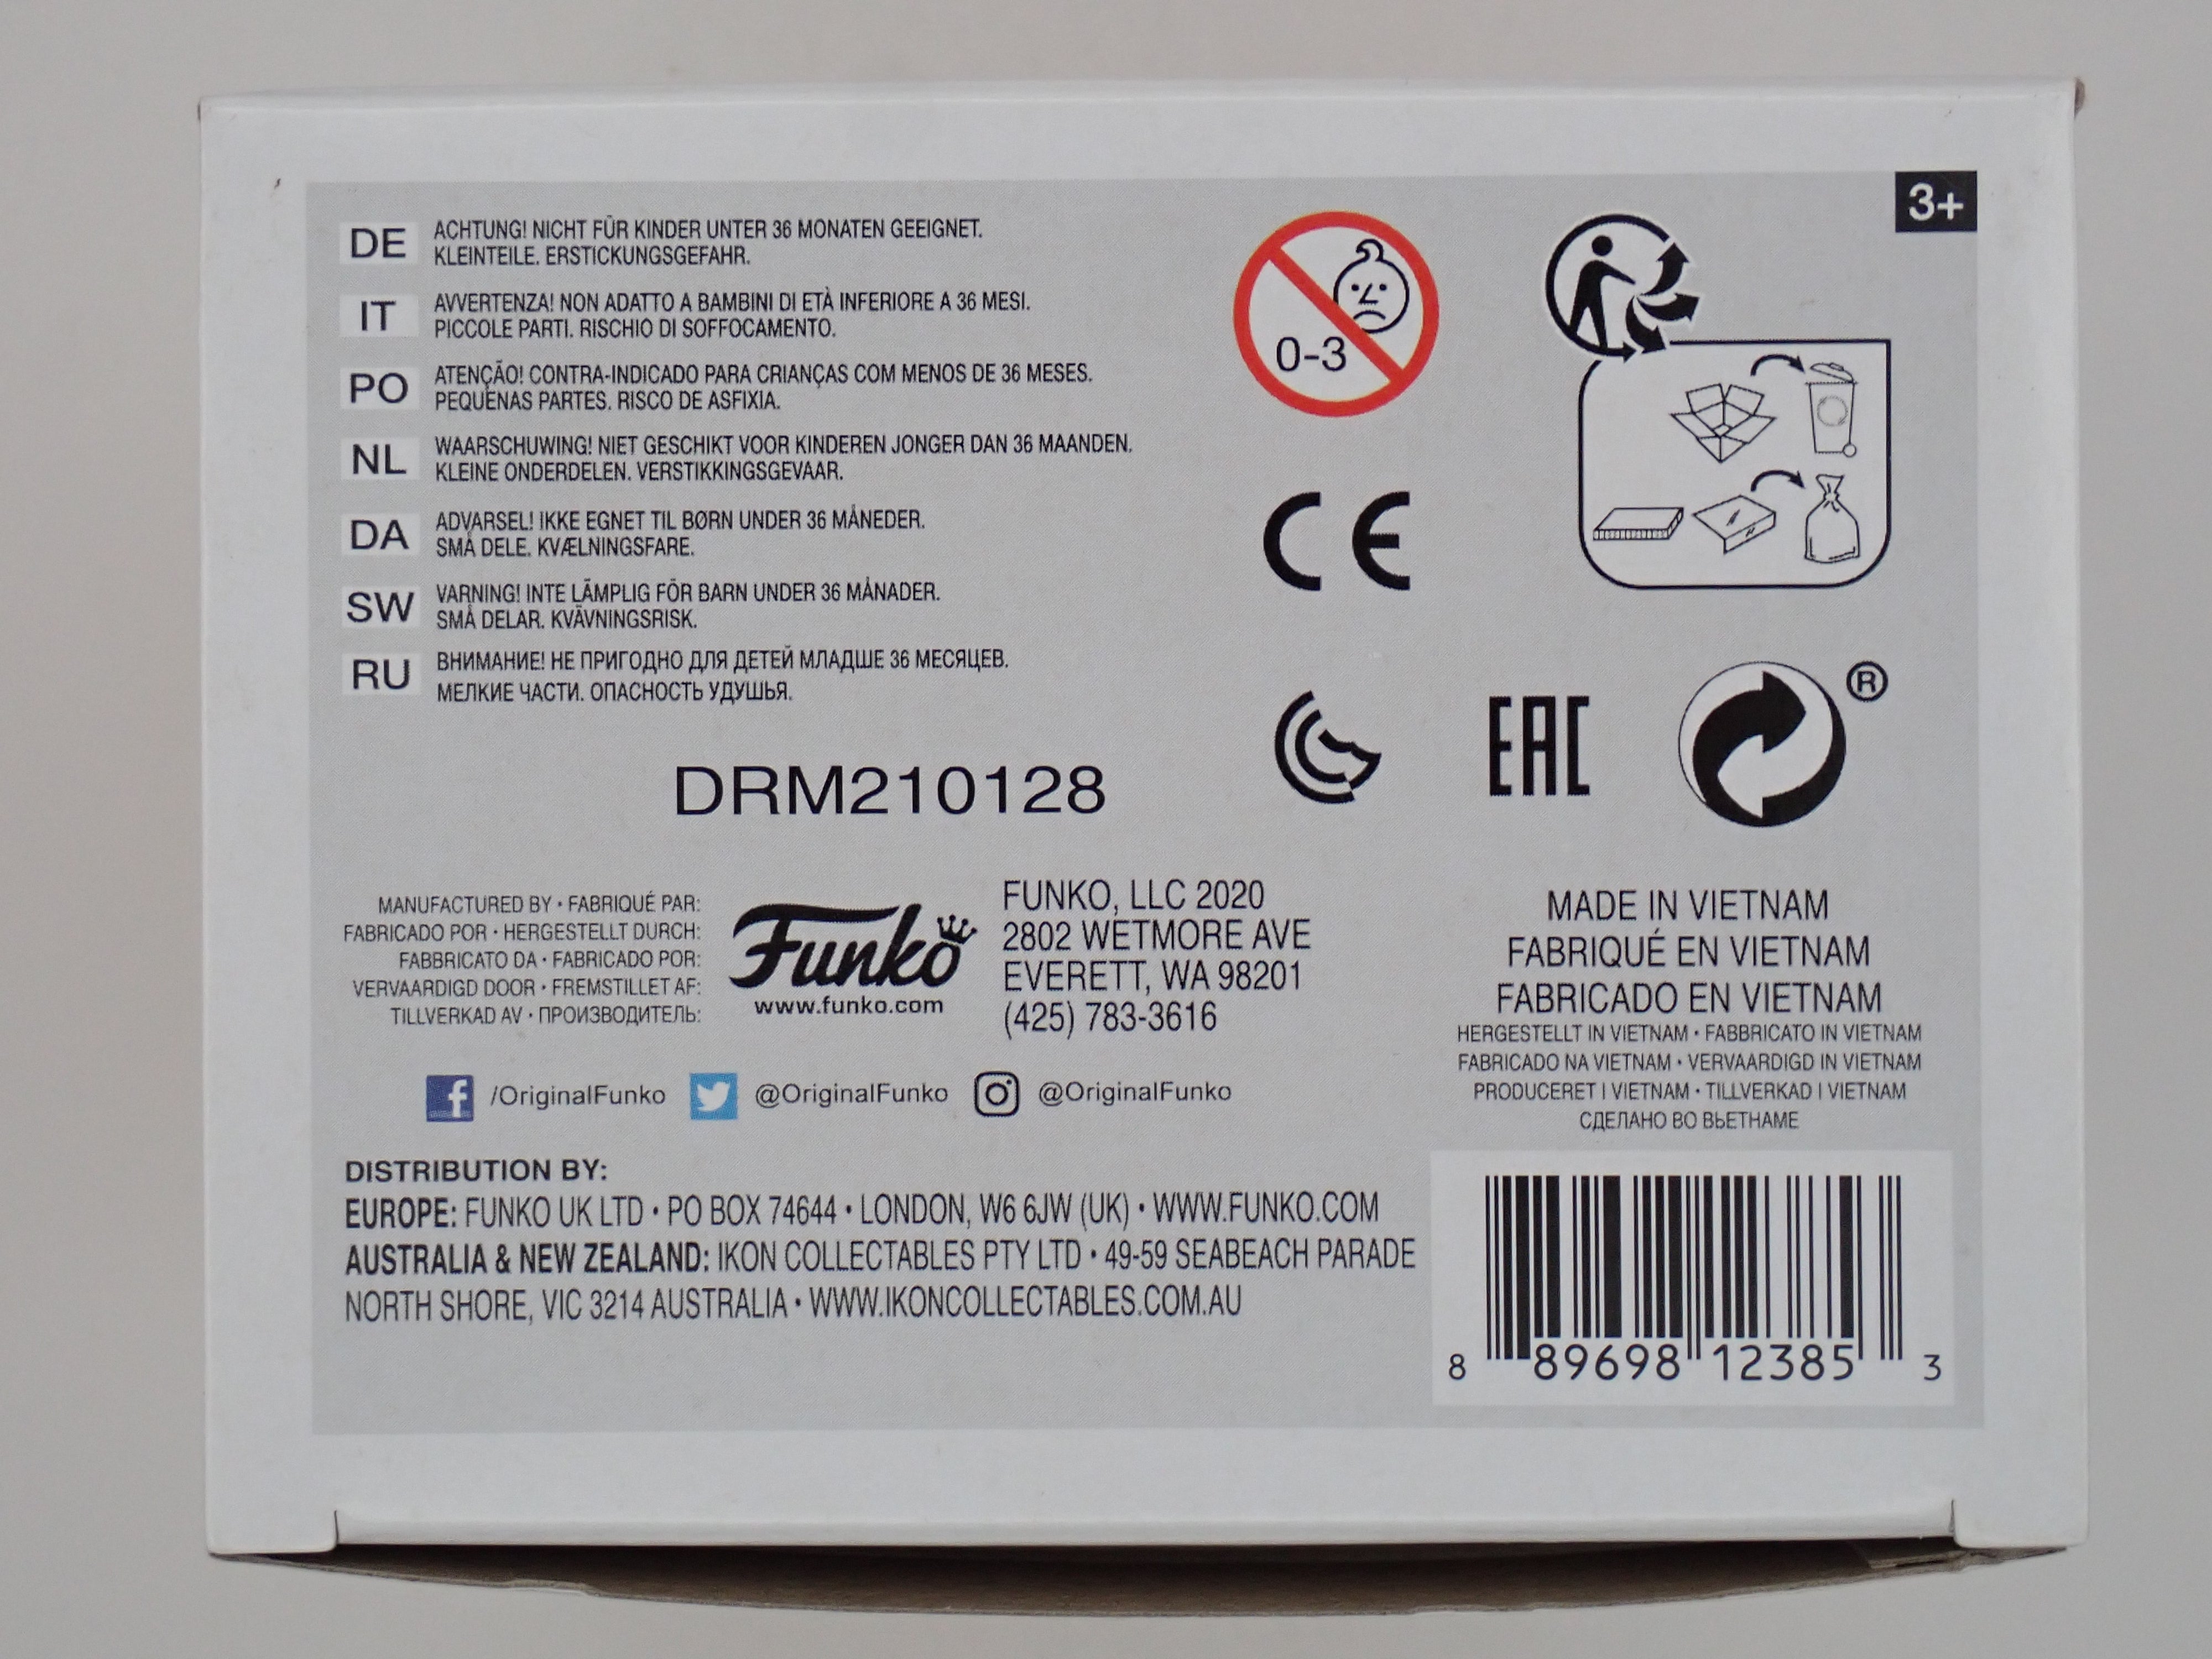 3+
DE ACHTUNG! NICHT FÜR KINDER UNTER 36 MONATEN GEEIGNET.
KLEINTEILE. ERSTICKUNGSGEFAHR.
IT AVVERTENZA! NON ADATTO A BAMBINI DI ETÀ INFERIORE A 36 MESI.
PICCOLE PARTI. RISCHIO DI SOFFOCAMENTO.
PO ATENÇÃO! CONTRA-INDICADO PARA CRIANÇAS COM MENOS DE 36 MESES.
PEQUENAS PARTES. RISCO DE ASFIXIA.
NL WAARSCHUWING! NIET GESCHIKT VOOR KINDEREN JONGER DAN 36 MAANDEN.
KLEINE ONDERDELEN. VERSTIKKINGSGEVAAR.
DA ADVARSEL! IKKE EGNET TIL BØRN UNDER 36 MÅNEDER.
SMÅ DELE. KVÆLNINGSFARE.
SW VARNING! INTE LÄMPLIG FÖR BARN UNDER 36 MÅNADER.
SMÅ DELAR. KVÄVNINGSRISK.
RU ВНИМАНИЕ! НЕ ПРИГОДНО ДЛЯ ДЕТЕЙ МЛАДШЕ 36 МЕСЯЦЕВ.
МЕЛКИЕ ЧАСТИ. ОПАСНОСТЬ УДУШЬЯ.
0-3
CE
EAC
®
DRM210128
MANUFACTURED BY • FABRIQUÉ PAR:
FABRICADO POR • HERGESTELLT DURCH:
FABBRICATO DA • FABRICADO POR:
VERVAARDIGD DOOR • FREMSTILLET AF:
TILLVERKAD AV • ПРОИЗВОДИТЕЛЬ:
Funko
www.funko.com
FUNKO, LLC 2020
2802 WETMORE AVE
EVERETT, WA 98201
(425) 783-3616
MADE IN VIETNAM
FABRIQUÉ EN VIETNAM
FABRICADO EN VIETNAM
HERGESTELLT IN VIETNAM • FABBRICATO IN VIETNAM
FABRICADO NA VIETNAM • VERVAARDIGD IN VIETNAM
PRODUCERET I VIETNAM • TILLVERKAD I VIETNAM
СДЕЛАНО ВО ВЬЕТНАМЕ
/OriginalFunko @OriginalFunko @OriginalFunko
DISTRIBUTION BY:
EUROPE: FUNKO UK LTD • PO BOX 74644 • LONDON, W6 6JW (UK) • WWW.FUNKO.COM
AUSTRALIA & NEW ZEALAND: IKON COLLECTABLES PTY LTD • 49-59 SEABEACH PARADE
NORTH SHORE, VIC 3214 AUSTRALIA • WWW.IKONCOLLECTABLES.COM.AU
8 89698 12385 3